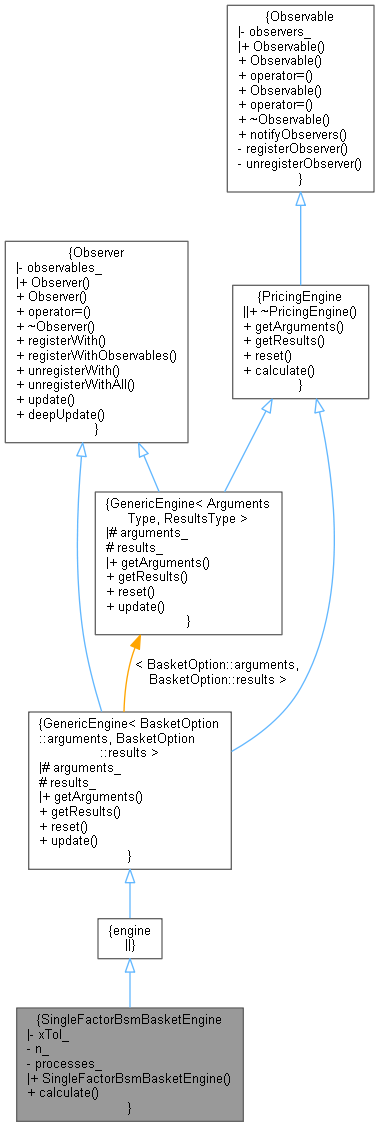 {Observable
|- observers_
|+ Observable()
+ Observable()
+ operator=()
+ Observable()
+ operator=()
+ ~Observable()
+ notifyObservers()
- registerObserver()
- unregisterObserver()
}
{Observer
|- observables_
|+ Observer()
+ Observer()
+ operator=()
+ ~Observer()
+ registerWith()
+ registerWithObservables()
+ unregisterWith()
+ unregisterWithAll()
+ update()
+ deepUpdate()
}
{PricingEngine
||+ ~PricingEngine()
+ getArguments()
+ getResults()
+ reset()
+ calculate()
}
{GenericEngine< Arguments
Type, ResultsType >
|# arguments_
# results_
|+ getArguments()
+ getResults()
+ reset()
+ update()
}
< BasketOption::arguments,
BasketOption::results >
{GenericEngine< BasketOption
::arguments, BasketOption
::results >
|# arguments_
# results_
|+ getArguments()
+ getResults()
+ reset()
+ update()
}
{engine
||}
{SingleFactorBsmBasketEngine
|- xTol_
- n_
- processes_
|+ SingleFactorBsmBasketEngine()
+ calculate()
}